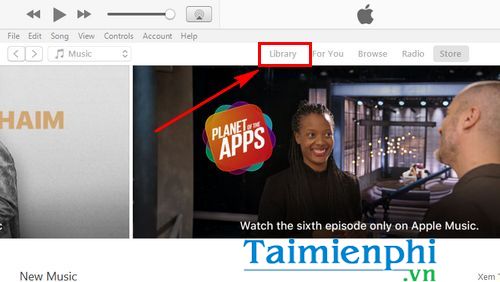 File Edit Song View Controls Account Help
Music
Library For You Browse Radio Store
HAIM
PLANET OF THE APPS
Watch the sixth episode only on Apple Music.
Taimienphi
.vn
New Music
Xem